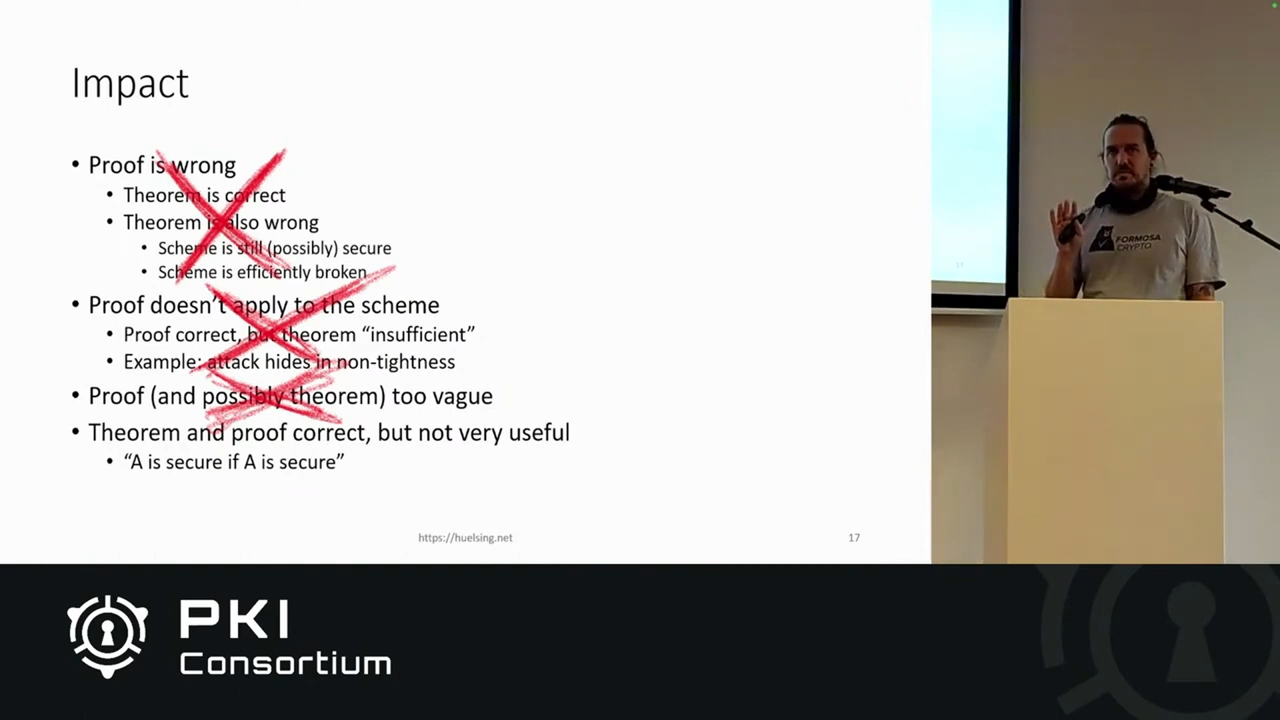 Impact
• Proof is wrong
• Theorem is correct
• Theorem is also wrong
• Scheme is still (possibly) secure
• Scheme is efficiently broken
• Proof doesn't apply to the scheme
• Proof correct, but theorem “insufficient”
• Example: attack hides in non-tightness
• Proof (and possibly theorem) too vague
• Theorem and proof correct, but not very useful
• “A is secure if A is secure”
https://huelsing.net
17
FORMOSA
CRYPTO
PKI
Consortium